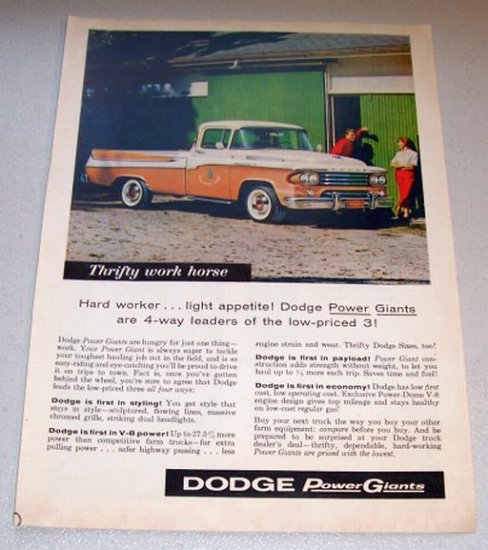 Thrifty work horse
Hard worker... light appetite! Dodge Power Giants
are 4-way leaders of the low-priced 3!
Dodge Power Giants are hungry for just one thing—
work. Your Power Giant is always eager to tackle
your toughest hauling job out in the field, and is so
easy-riding and eye-catching you'll be proud to drive
it on trips to town. Fact is, once you've gotten
behind the wheel, you're sure to agree that Dodge
leads the low-priced three all four ways:
Dodge is first in styling! You get style that
stays in style—sculptured, flowing lines, massive
chromed grille, striking dual headlights.
Dodge is first in V-8 power! Up to 27.5% more
power than competitive farm trucks—for extra
pulling power . . . safer highway passing . . . less
engine strain and wear. Thrifty Dodge Sixes, too!
Dodge is first in payload! Power Giant con-
struction adds strength without weight, to let you
haul up to ⅓ more each trip. Saves time and fuel!
Dodge is first in economy! Dodge has low first
cost, low operating cost. Exclusive Power-Dome V-8
engine design gives top mileage and stays healthy
on low-cost regular gas!
Buy your next truck the way you buy your other
farm equipment: compare before you buy. And be
prepared to be surprised at your Dodge truck
dealer's deal—thrifty, dependable, hard-working
Power Giants are priced with the lowest.
DODGE PowerGiants